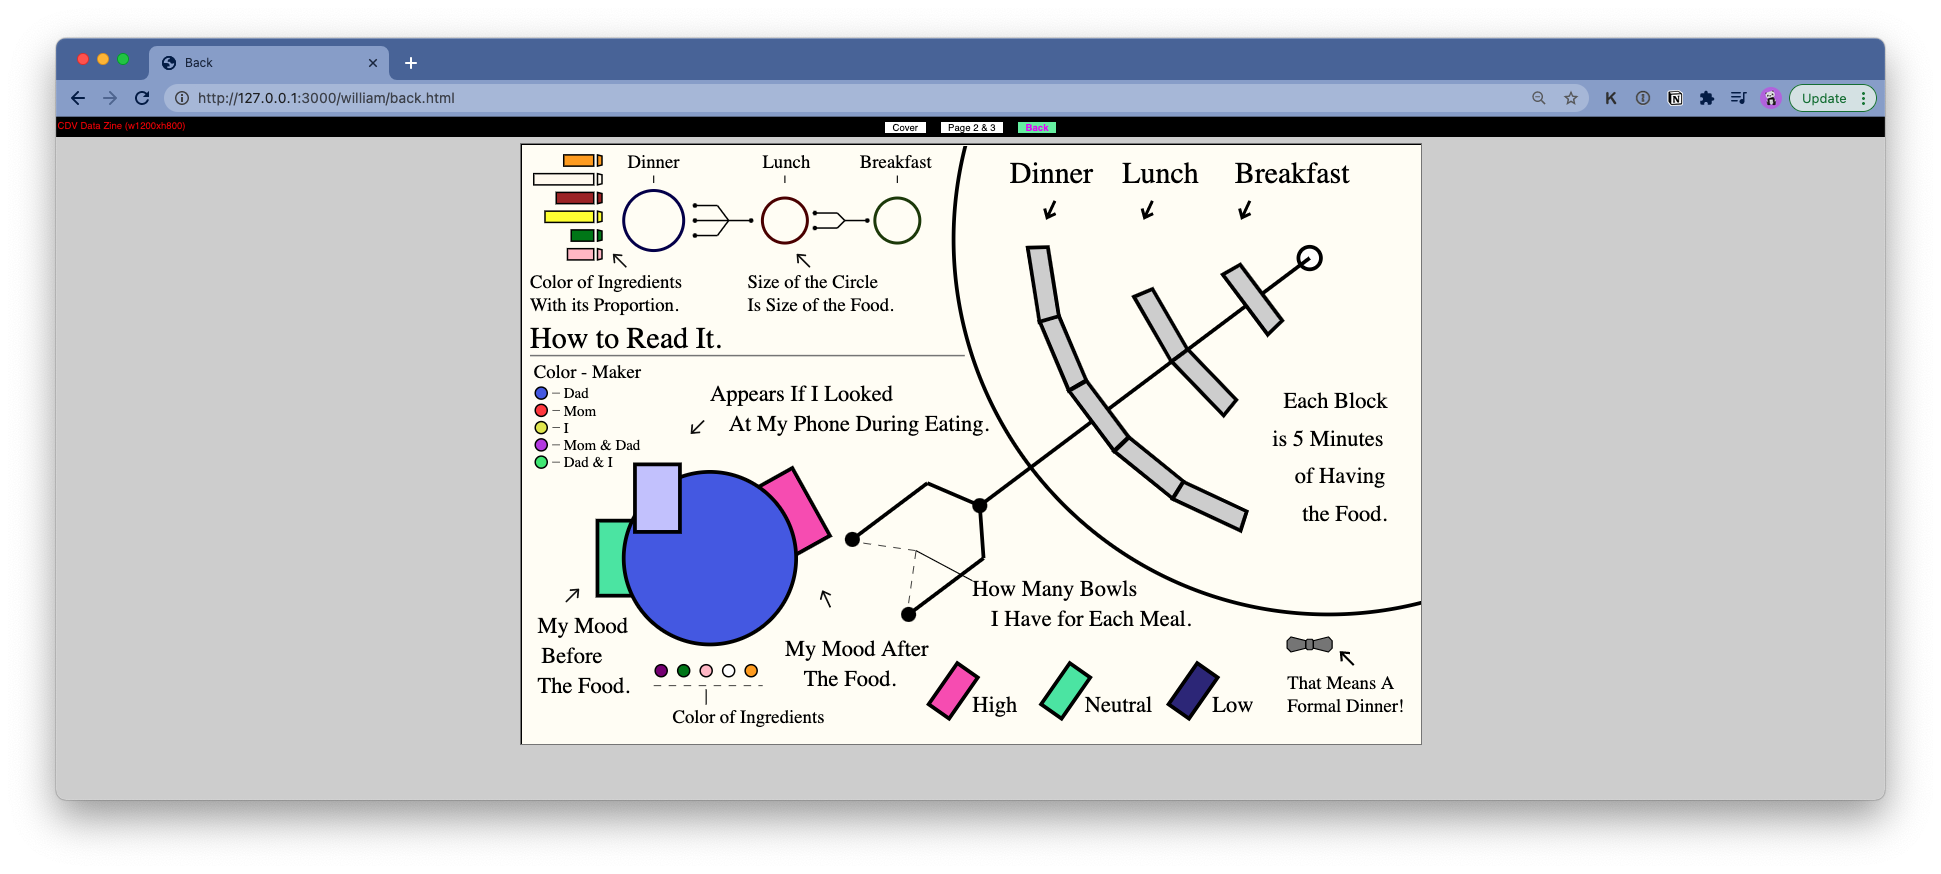 Back
http://127.0.0.1:3000/william/back.html
Update
CDV Data Zine (w1200xh800)
Cover
Page 2 & 3
Back
Dinner
Lunch
Breakfast
Color of Ingredients
With its Proportion.
Size of the Circle
Is Size of the Food.
How to Read It.
Color - Maker
– Dad
– Mom
– I
– Mom & Dad
– Dad & I
Appears If I Looked
At My Phone During Eating.
My Mood
Before
The Food.
Color of Ingredients
My Mood After
The Food.
How Many Bowls
I Have for Each Meal.
High
Neutral
Low
Dinner
Lunch
Breakfast
Each Block
is 5 Minutes
of Having
the Food.
That Means A
Formal Dinner!